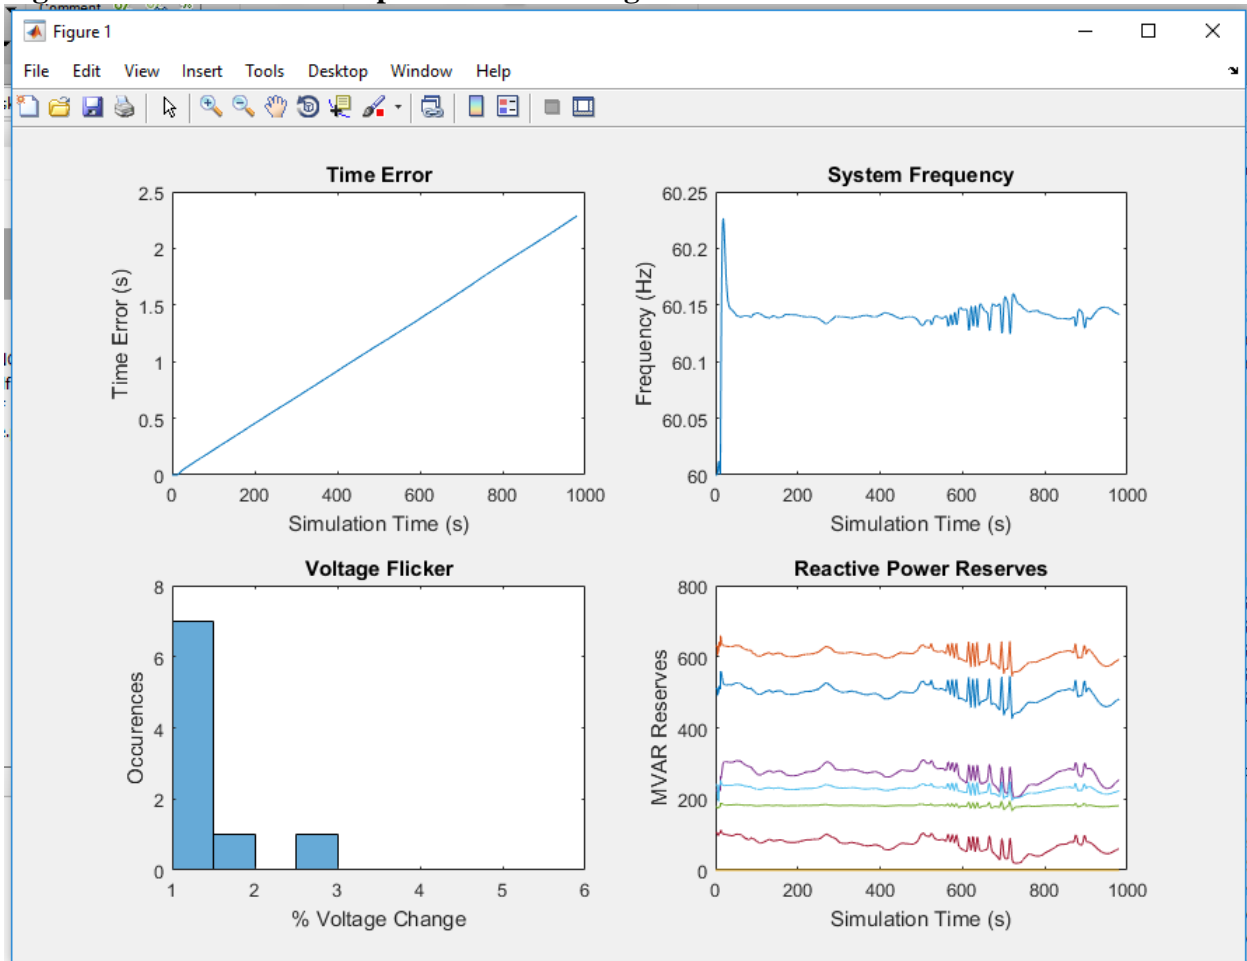 Figure 1
File Edit View Insert Tools Desktop Window Help
Time Error
2.5
2
1.5
1
0.5
0
Time Error (s)
0 200 400 600 800 1000
Simulation Time (s)
System Frequency
60.25
60.2
60.15
60.1
60.05
60
Frequency (Hz)
0 200 400 600 800 1000
Simulation Time (s)
Voltage Flicker
8
6
4
2
0
Occurences
1 2 3 4 5 6
% Voltage Change
Reactive Power Reserves
800
600
400
200
0
MVAR Reserves
0 200 400 600 800 1000
Simulation Time (s)